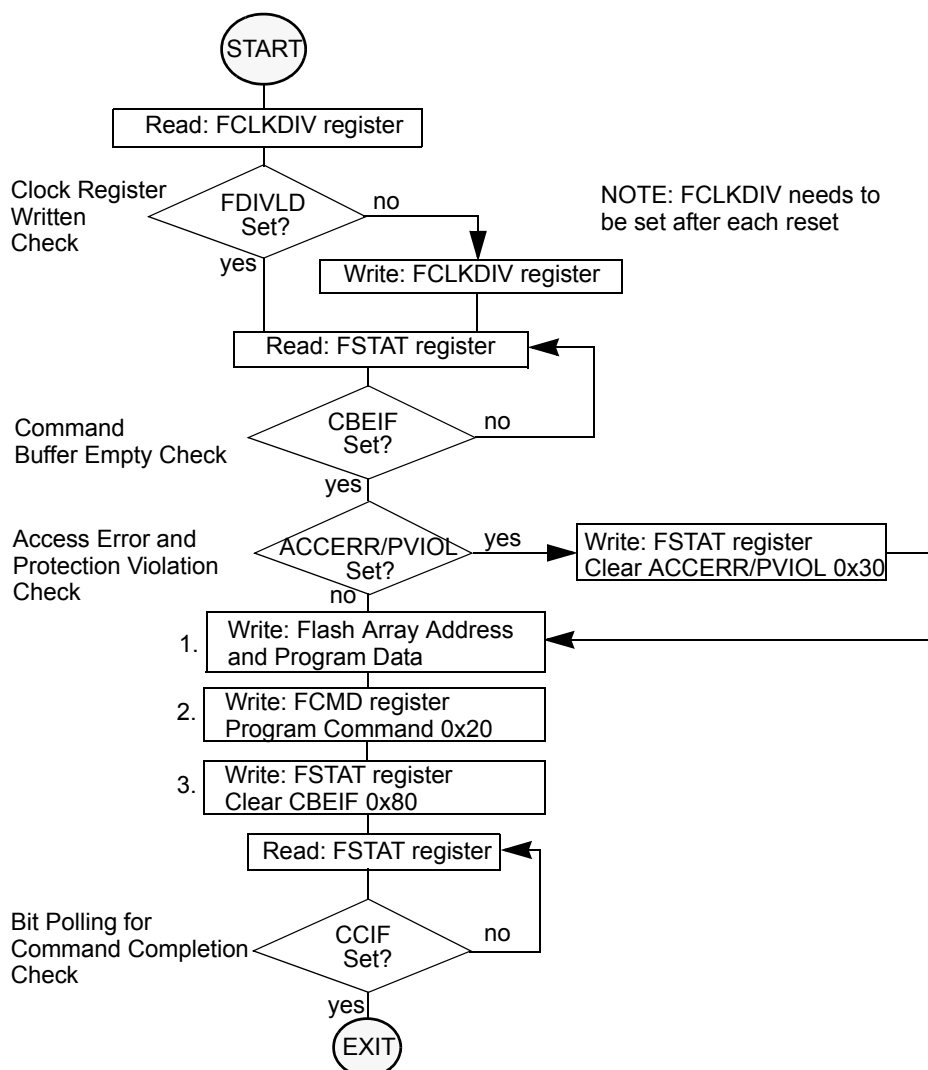 START
Read: FCLKDIV register
Clock Register
Written
Check
FDIVLD
Set?
no
yes
NOTE: FCLKDIV needs to
be set after each reset
Write: FCLKDIV register
Read: FSTAT register
Command
Buffer Empty Check
CBEIF
Set?
no
yes
Access Error and
Protection Violation
Check
ACCERR/PVIOL
Set?
yes
no
Write: FSTAT register
Clear ACCERR/PVIOL 0x30
1.
Write: Flash Array Address
and Program Data
2.
Write: FCMD register
Program Command 0x20
3.
Write: FSTAT register
Clear CBEIF 0x80
Read: FSTAT register
Bit Polling for
Command Completion
Check
CCIF
Set?
no
yes
EXIT